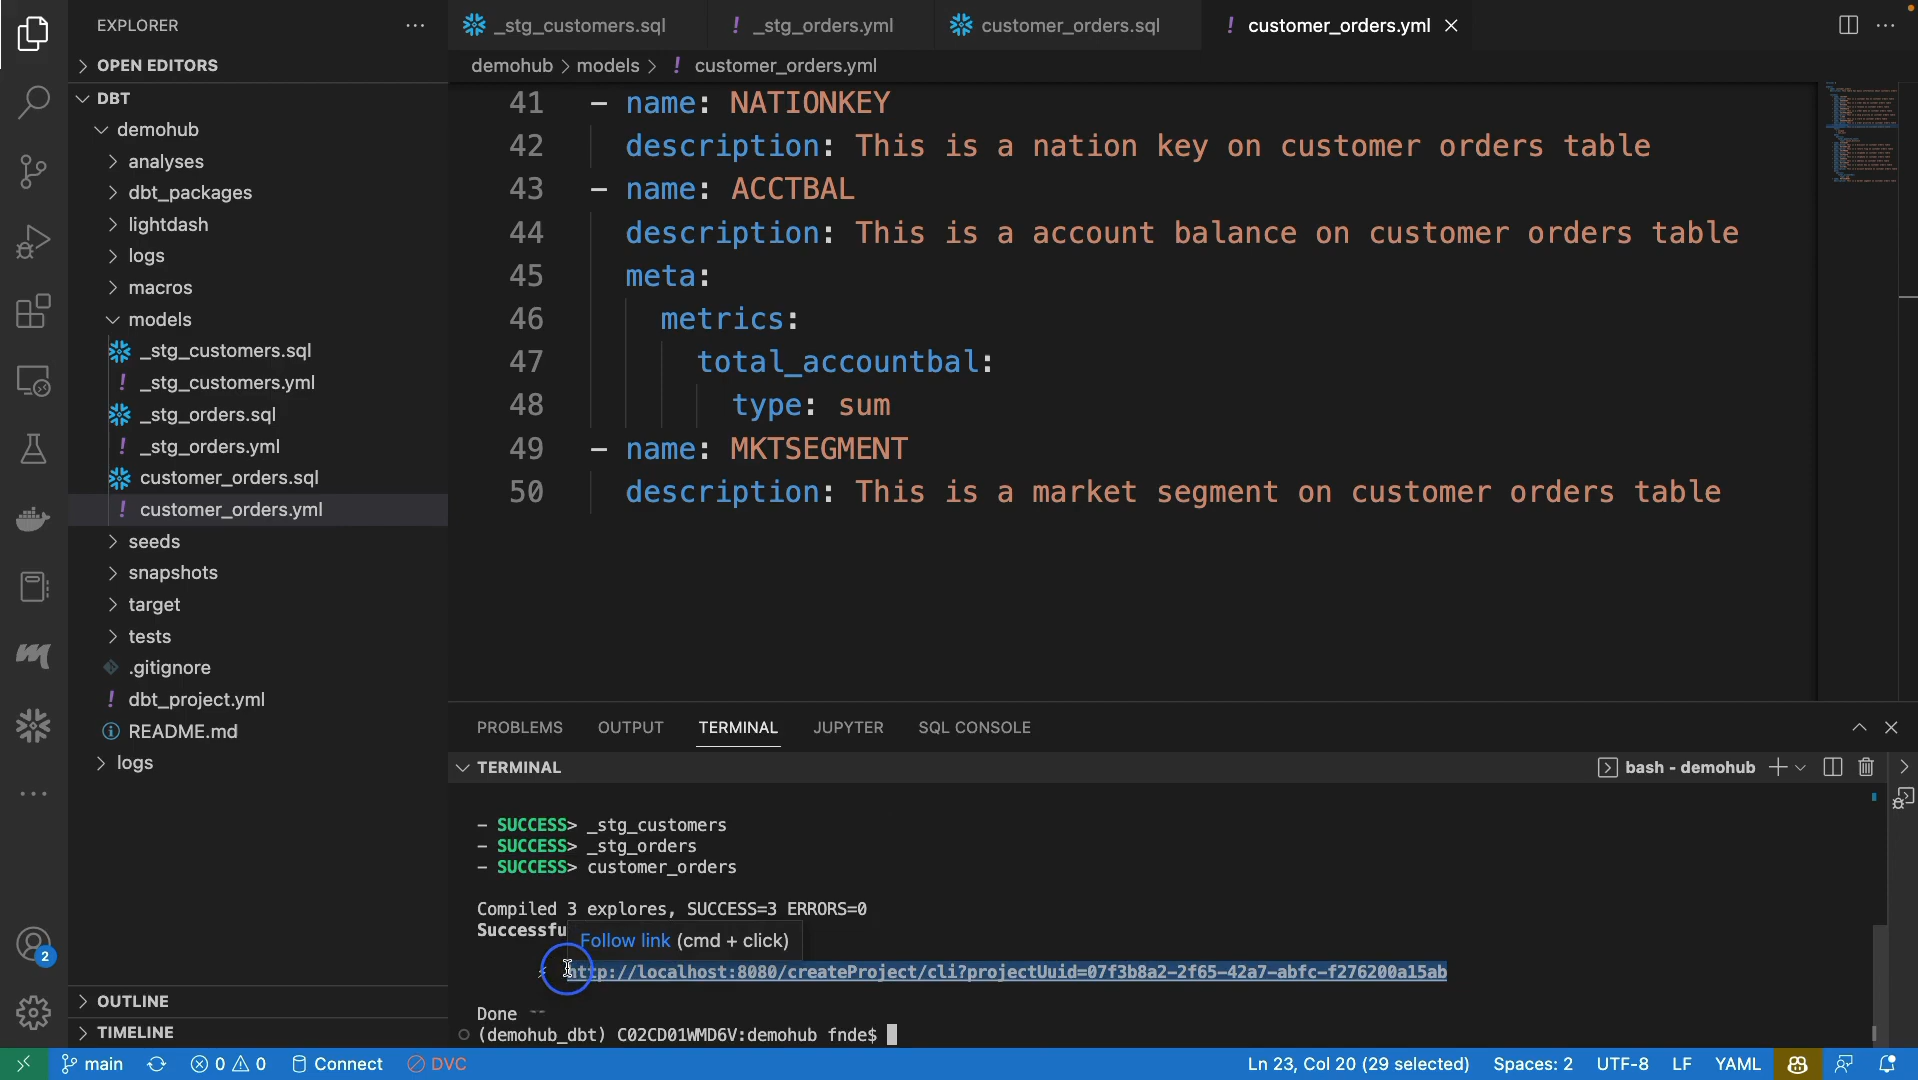 EXPLORER
OPEN EDITORS
DBT
demohub
analyses
dbt_packages
lightdash
logs
macros
models
_stg_customers.sql
_stg_customers.yml
_stg_orders.sql
_stg_orders.yml
customer_orders.sql
customer_orders.yml
seeds
snapshots
target
tests
.gitignore
dbt_project.yml
README.md
logs
OUTLINE
TIMELINE
2
_stg_customers.sql
_stg_orders.yml
customer_orders.sql
customer_orders.yml
demohub > models > ! customer_orders.yml
41 - name: NATIONKEY
42 description: This is a nation key on customer orders table
43 - name: ACCTBAL
44 description: This is a account balance on customer orders table
45 meta:
46 metrics:
47 total_accountbal:
48 type: sum
49 - name: MKTSEGMENT
50 description: This is a market segment on customer orders table
PROBLEMS OUTPUT TERMINAL JUPYTER SQL CONSOLE
TERMINAL
bash - demohub
- SUCCESS> _stg_customers
- SUCCESS> _stg_orders
- SUCCESS> customer_orders
Compiled 3 explores, SUCCESS=3 ERRORS=0
Successfu
Follow link (cmd + click)
http://localhost:8080/createProject/cli?projectUuid=07f3b8a2-2f65-42a7-abfc-f276200a15ab
Done
(demohub_dbt) C02CD01WMD6V:demohub fnde$
main 0 0 Connect DVC Ln 23, Col 20 (29 selected) Spaces: 2 UTF-8 LF YAML